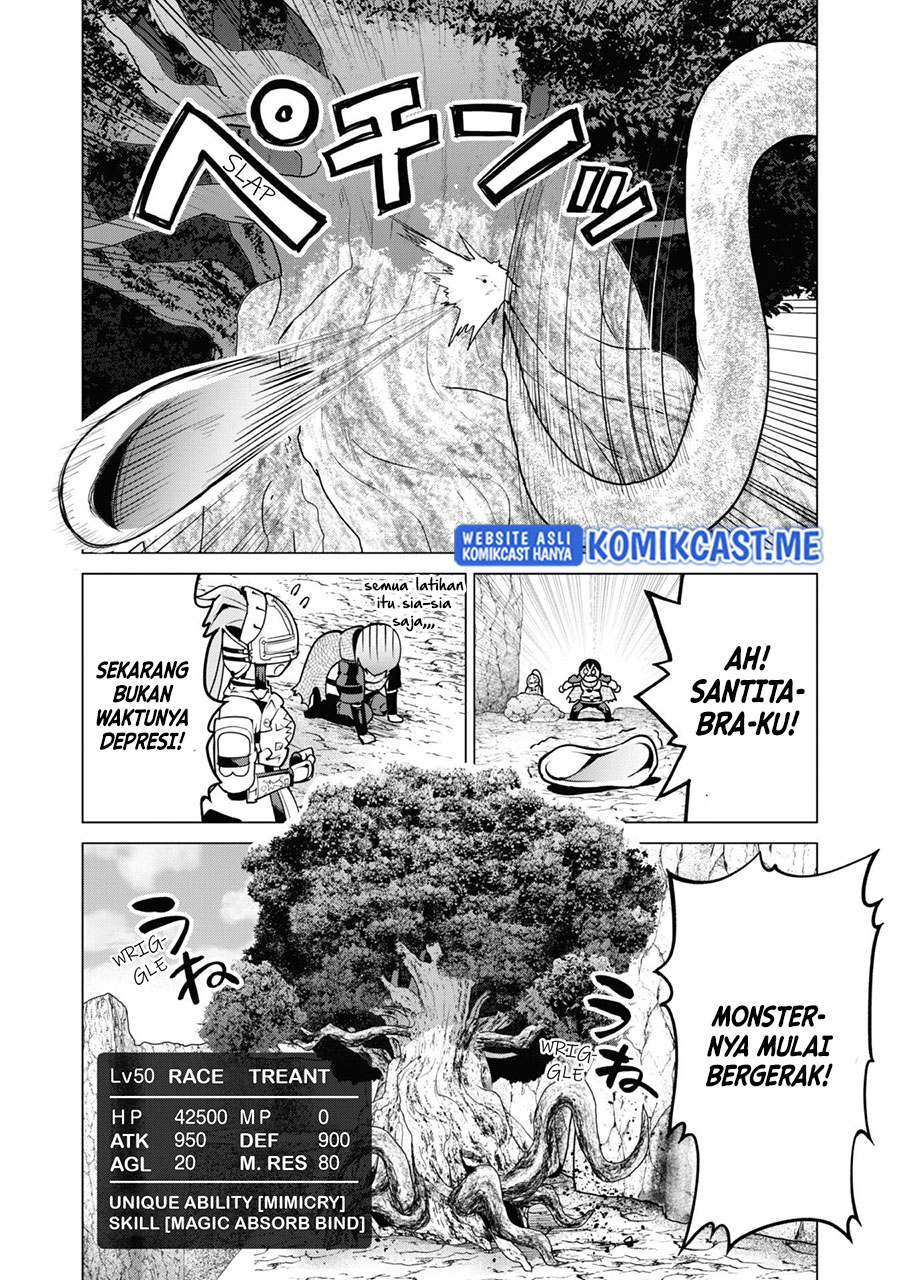 ペチーンッ
SLAP
WEBSITE ASLI
KOMIKCAST HANYA
KOMIKCAST.ME
AH!
SANTITA-
BRA-KU!
semua latihan
itu sia-sia
saja,,,
SEKARANG
BUKAN
WAKTUNYA
DEPRESI!
MONSTER-
NYA MULAI
BERGERAK!
うね
WRIG-
GLE
うね
WRIG-
GLE
Lv50 RACE TREANT
HP 42500 MP 0
ATK 950 DEF 900
AGL 20 M. RES 80
UNIQUE ABILITY [MIMICRY]
SKILL [MAGIC ABSORB BIND]